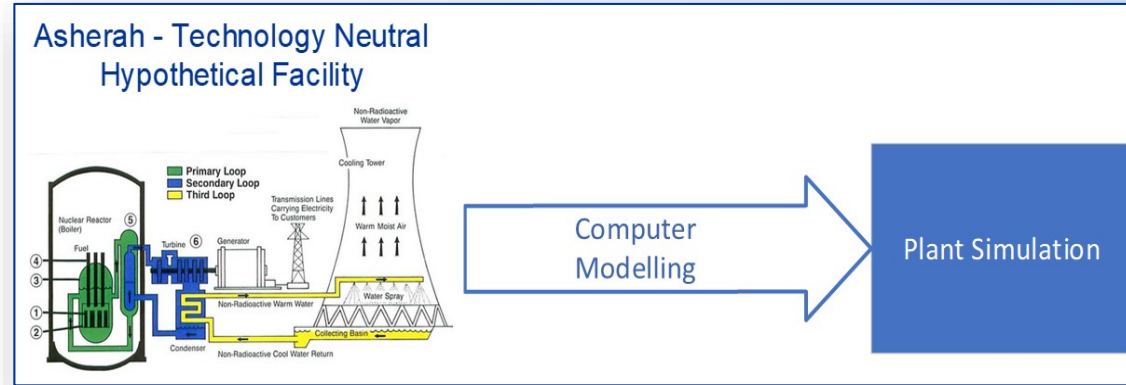 Asherah - Technology Neutral
Hypothetical Facility
Non-Radioactive
Water Vapor
Cooling Tower
Primary Loop
Secondary Loop
Third Loop
Transmission Lines
Carrying Electricity
To Customers
Nuclear Reactor
(Boiler)
Fuel
Turbine
Generator
Warm Moist Air
Water Spray
Non-Radioactive Warm Water
Collecting Basin
Condenser
Non-Radioactive Cool Water Return
1
2
3
4
5
6
Computer
Modelling
Plant Simulation